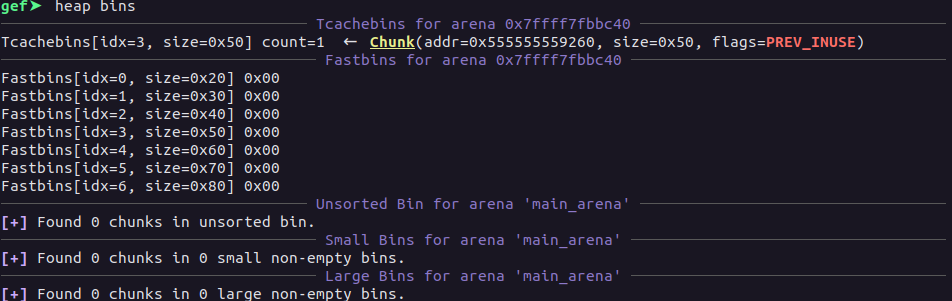 gef➤  heap bins
Tcachebins for arena 0x7ffff7fbbc40
Tcachebins[idx=3, size=0x50] count=1  ←  Chunk(addr=0x555555559260, size=0x50, flags=PREV_INUSE)
Fastbins for arena 0x7ffff7fbbc40
Fastbins[idx=0, size=0x20] 0x00
Fastbins[idx=1, size=0x30] 0x00
Fastbins[idx=2, size=0x40] 0x00
Fastbins[idx=3, size=0x50] 0x00
Fastbins[idx=4, size=0x60] 0x00
Fastbins[idx=5, size=0x70] 0x00
Fastbins[idx=6, size=0x80] 0x00
Unsorted Bin for arena 'main_arena'
[+] Found 0 chunks in unsorted bin.
Small Bins for arena 'main_arena'
[+] Found 0 chunks in 0 small non-empty bins.
Large Bins for arena 'main_arena'
[+] Found 0 chunks in 0 large non-empty bins.